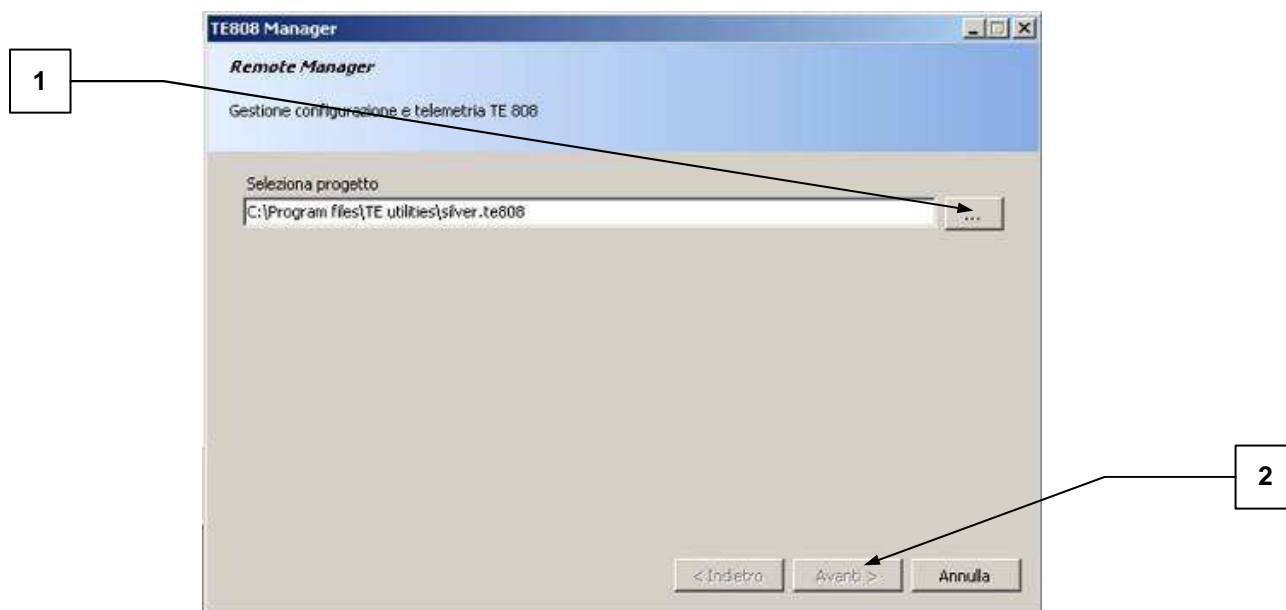 TE808 Manager
1
Remote Manager
Gestione configurazione e telemetria TE 808
Seleziona progetto
C:\Program files\TE utilities\silver.te808
...
2
< Indietro
Avanti >
Annulla